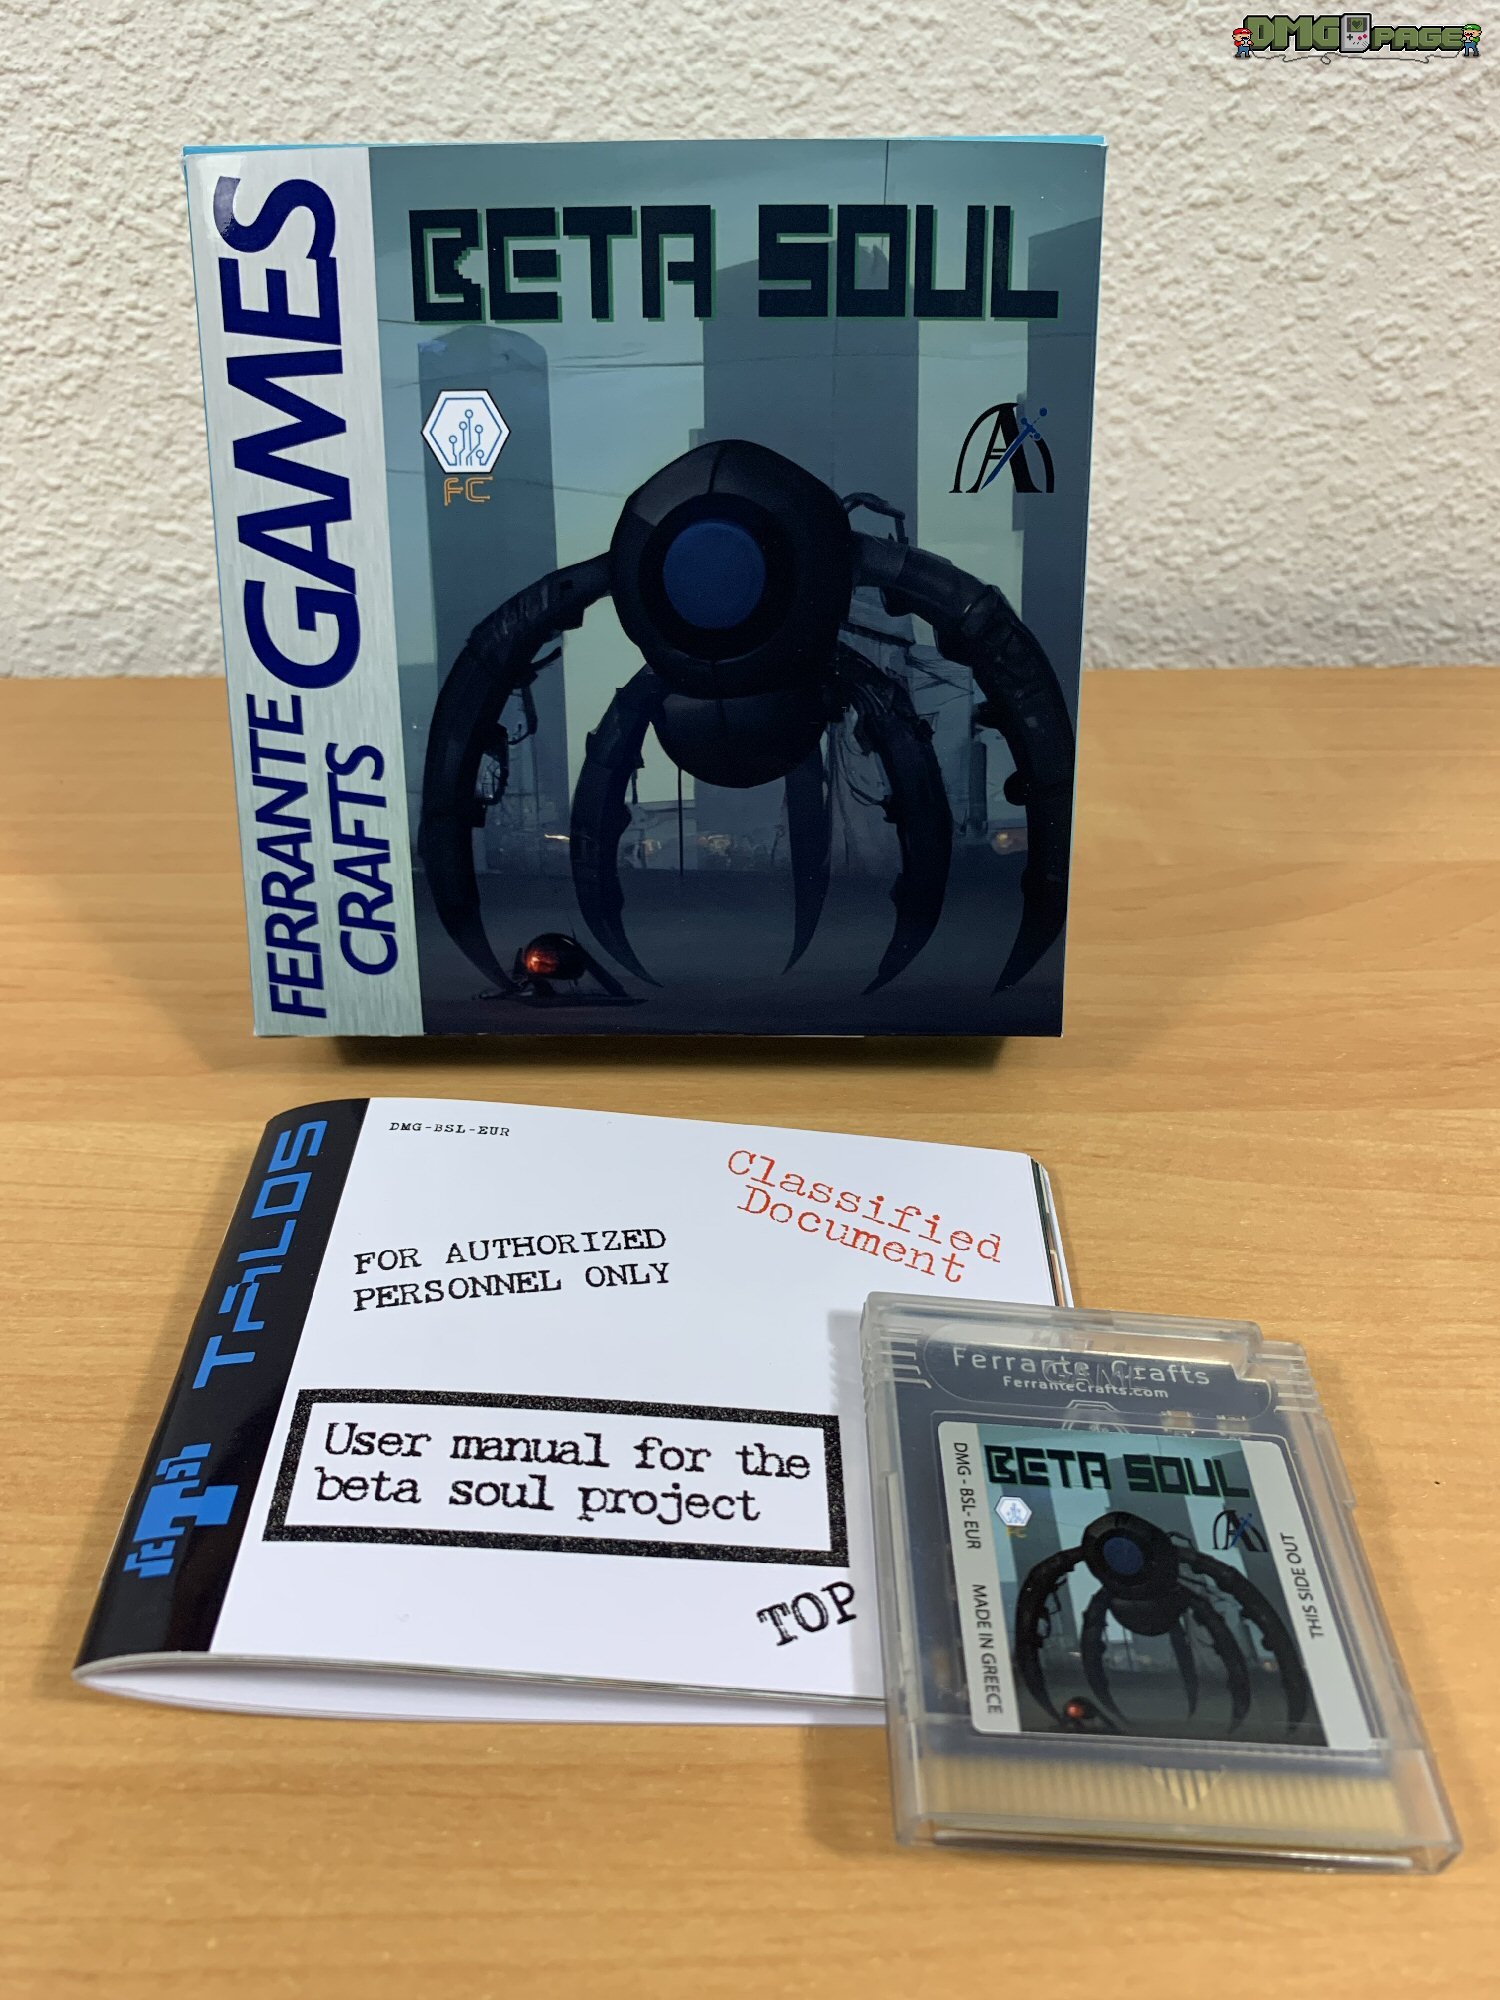 DMG PAGE
BETA SOUL
FC
A
FERRANTE
CRAFTS
GAMES
TALOS
DMG-BSL-EUR
Classified
Document
FOR AUTHORIZED
PERSONNEL ONLY
User manual for the
beta soul project
TOP
Ferrante Crafts
FerranteCrafts.com
BETA SOUL
FC
A
DMG - BSL - EUR
MADE IN GREECE
THIS SIDE OUT